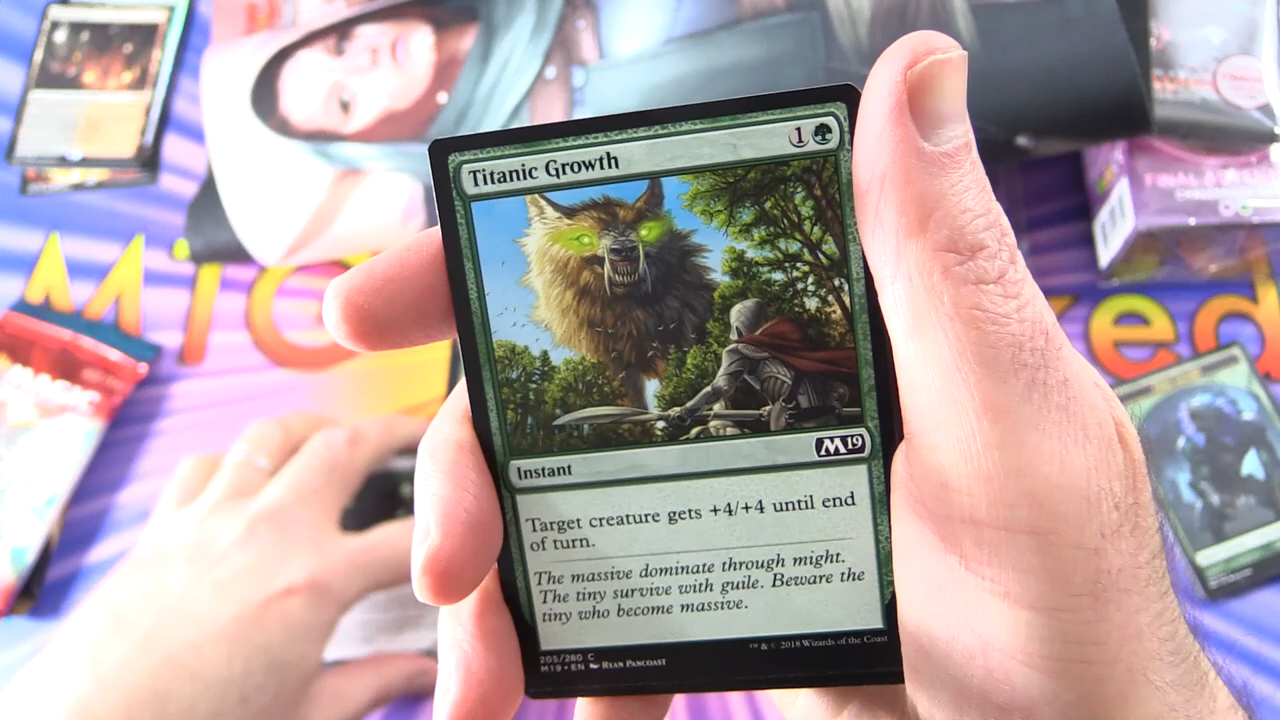 Titanic Growth
1
M19
Instant
Target creature gets +4/+4 until end
of turn.
The massive dominate through might.
The tiny survive with guile. Beware the
tiny who become massive.
205/280 C
M19 • EN RYAN PANCOAST
™ & © 2018 Wizards of the Coast
MIC
ked